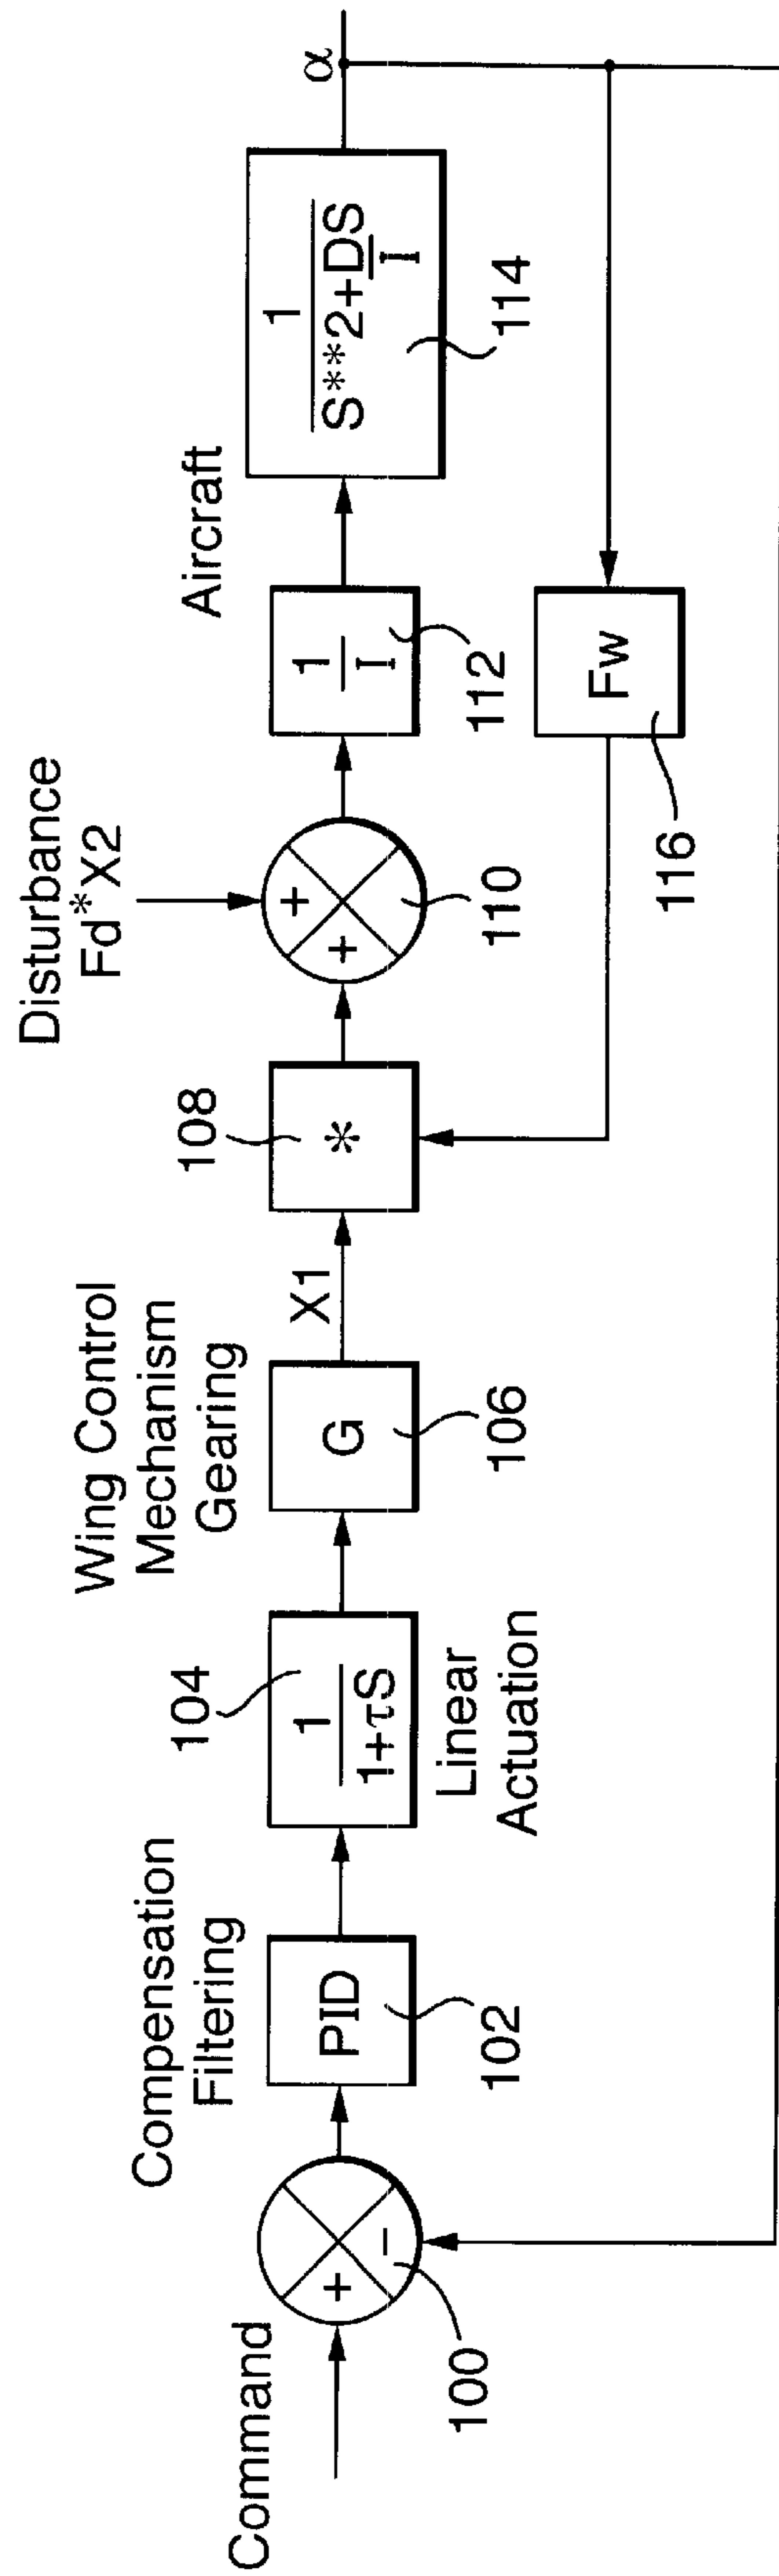 Command
+
−
100
Compensation
Filtering
PID
102
104
1
1+τS
Linear
Actuation
Wing Control
Mechanism
Gearing
G
106
X1
108
*
Disturbance
Fd*X2
+
+
110
Aircraft
1
I
112
1
S**2+DS
I
114
α
Fw
116